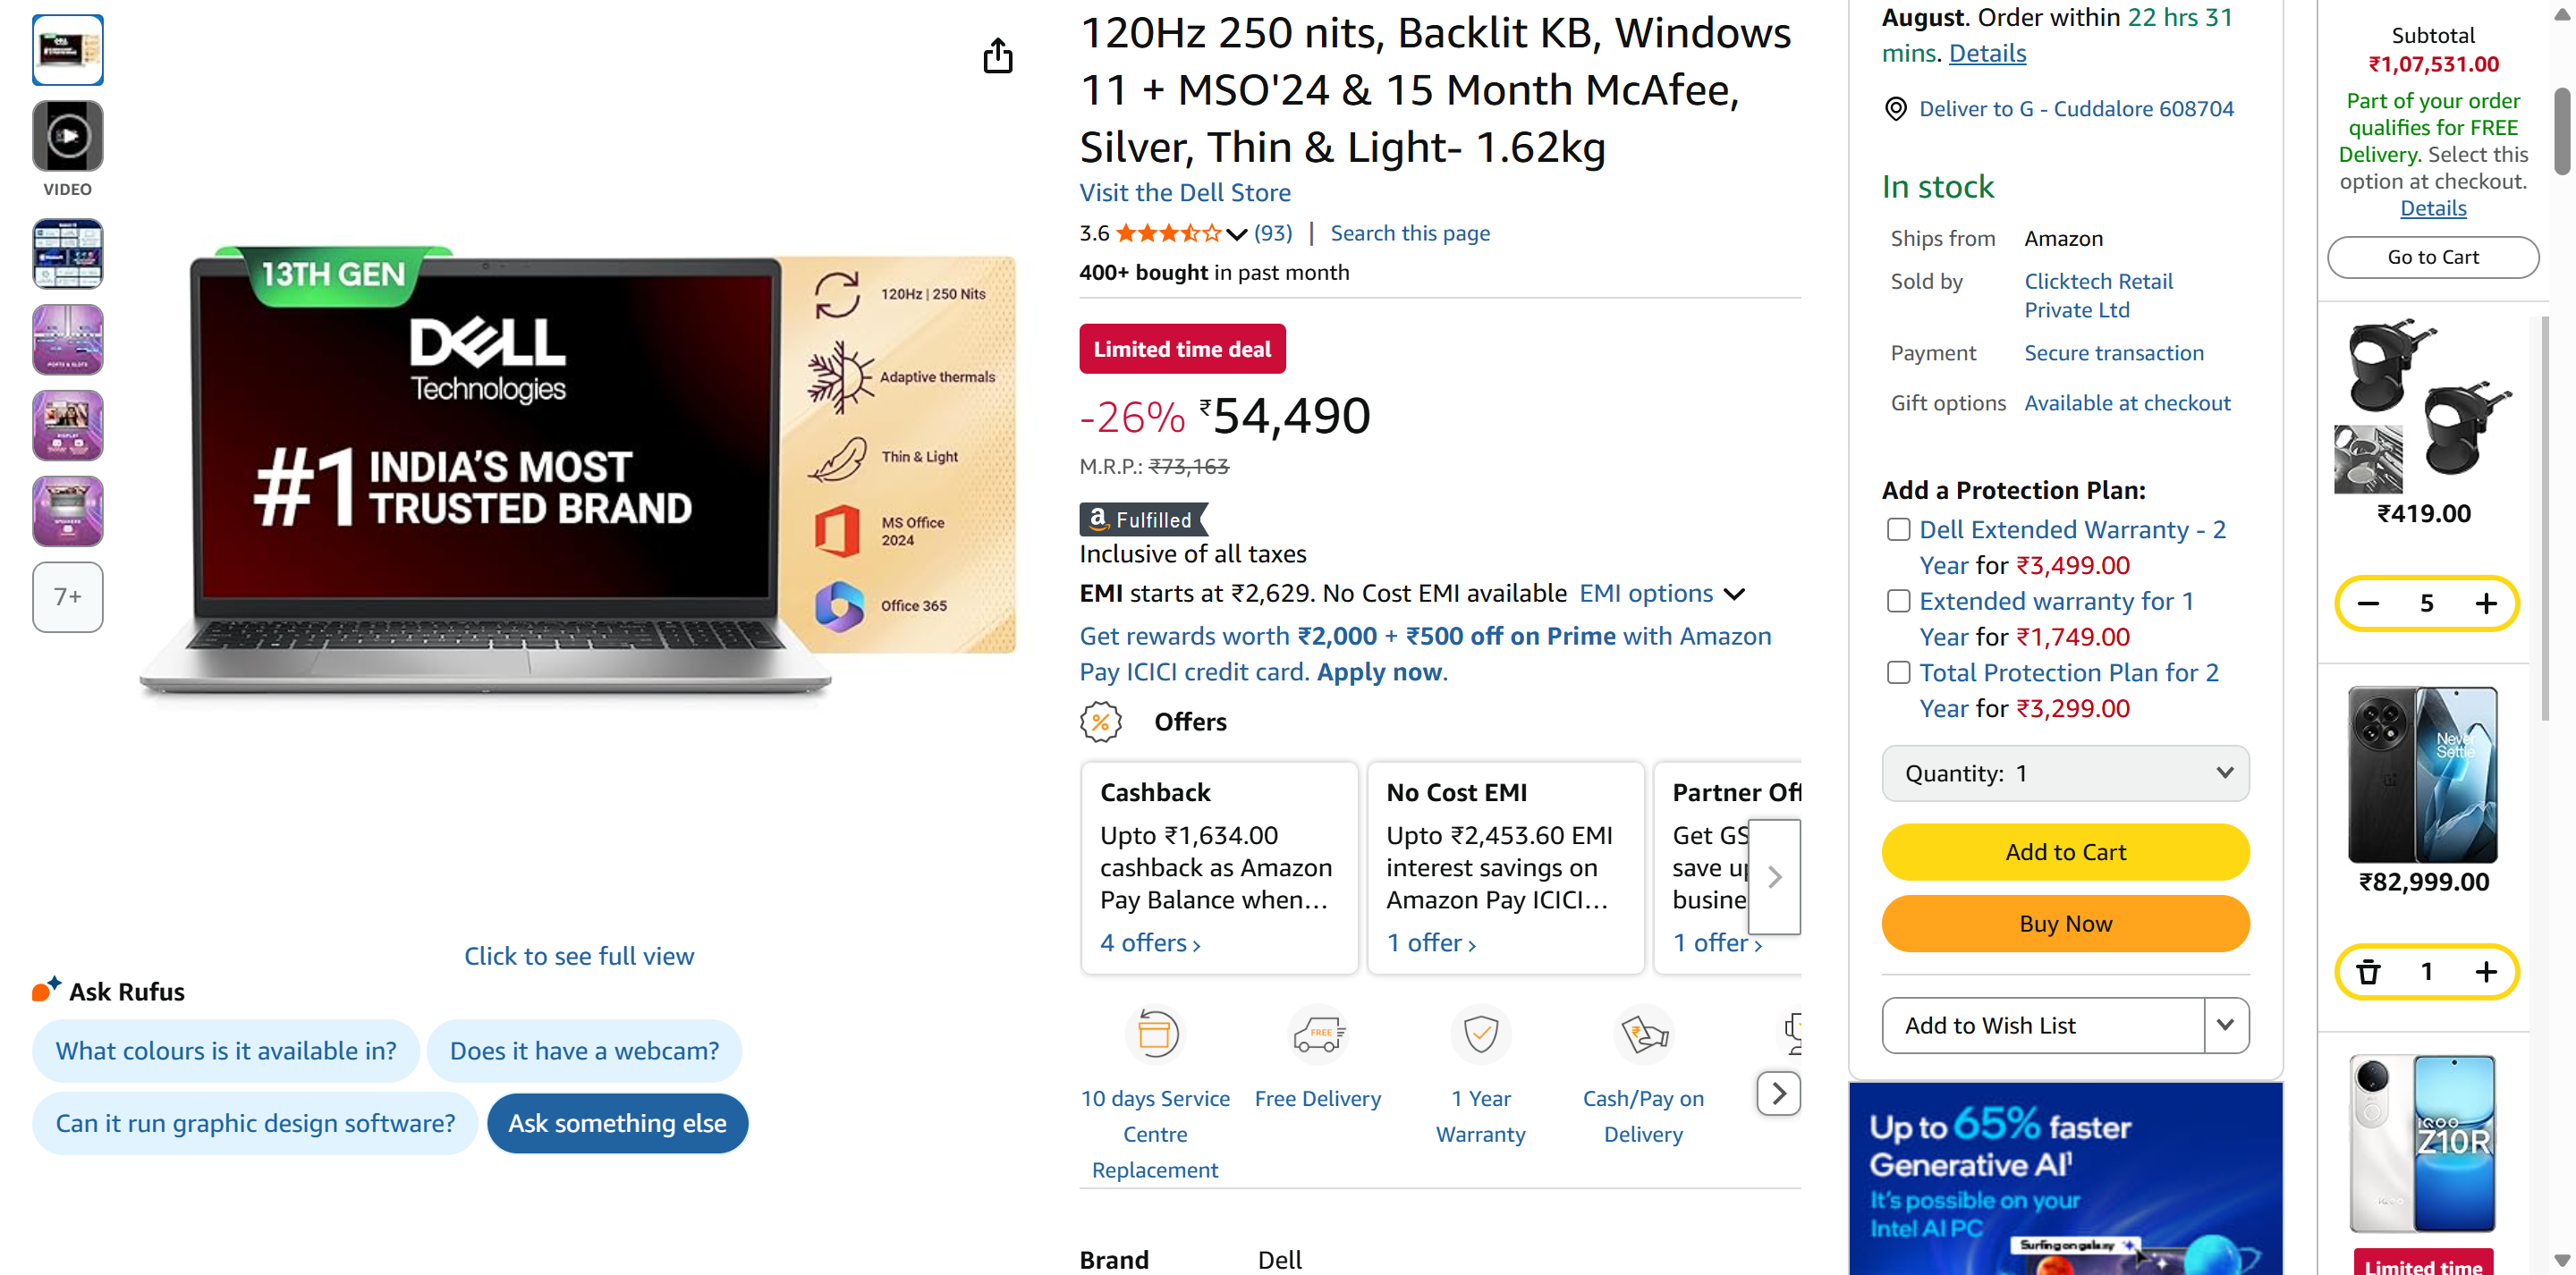 VIDEO
7+
13TH GEN
DELL
Technologies
#1 INDIA'S MOST
TRUSTED BRAND
120Hz | 250 Nits
Adaptive thermals
Thin & Light
MS Office
2024
Office 365
Click to see full view
Ask Rufus
What colours is it available in?
Does it have a webcam?
Can it run graphic design software?
Ask something else
120Hz 250 nits, Backlit KB, Windows
11 + MSO'24 & 15 Month McAfee,
Silver, Thin & Light- 1.62kg
Visit the Dell Store
3.6 (93) | Search this page
400+ bought in past month
Limited time deal
-26% ₹54,490
M.R.P.: ₹73,163
a Fulfilled
Inclusive of all taxes
EMI starts at ₹2,629. No Cost EMI available EMI options
Get rewards worth ₹2,000 + ₹500 off on Prime with Amazon
Pay ICICI credit card. Apply now.
% Offers
Cashback
Upto ₹1,634.00
cashback as Amazon
Pay Balance when...
4 offers ›
No Cost EMI
Upto ₹2,453.60 EMI
interest savings on
Amazon Pay ICICI...
1 offer ›
Partner Off
Get GS
save up
busine
1 offer ›
10 days Service
Centre
Replacement
FREE
Free Delivery
1 Year
Warranty
Cash/Pay on
Delivery
Brand Dell
August. Order within 22 hrs 31
mins. Details
Deliver to G - Cuddalore 608704
In stock
Ships from Amazon
Sold by Clicktech Retail
Private Ltd
Payment Secure transaction
Gift options Available at checkout
Add a Protection Plan:
Dell Extended Warranty - 2
Year for ₹3,499.00
Extended warranty for 1
Year for ₹1,749.00
Total Protection Plan for 2
Year for ₹3,299.00
Quantity: 1
Add to Cart
Buy Now
Add to Wish List
Up to 65% faster
Generative AI¹
It's possible on your
Intel AI PC
Surfing on galaxy
Subtotal
₹1,07,531.00
Part of your order
qualifies for FREE
Delivery. Select this
option at checkout.
Details
Go to Cart
₹419.00
5
Never
Settle
₹82,999.00
1
iQOO
Z10R
Limited time